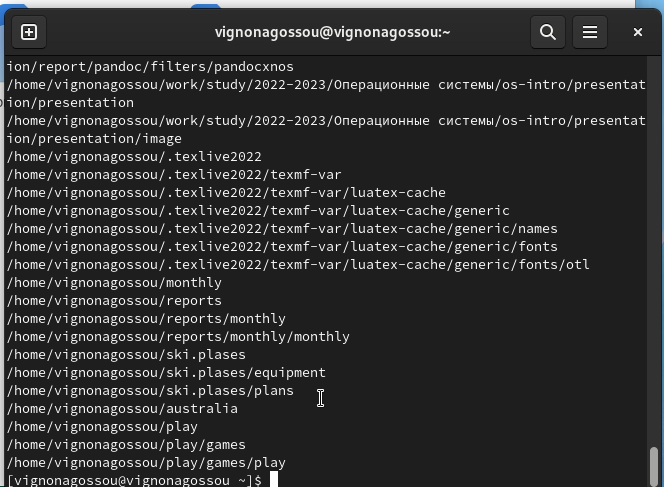 vignonagossou@vignonagossou:~
ion/report/pandoc/filters/pandocxnos
/home/vignonagossou/work/study/2022-2023/Операционные системы/os-intro/presentat
ion/presentation
/home/vignonagossou/work/study/2022-2023/Операционные системы/os-intro/presentat
ion/presentation/image
/home/vignonagossou/.texlive2022
/home/vignonagossou/.texlive2022/texmf-var
/home/vignonagossou/.texlive2022/texmf-var/luatex-cache
/home/vignonagossou/.texlive2022/texmf-var/luatex-cache/generic
/home/vignonagossou/.texlive2022/texmf-var/luatex-cache/generic/names
/home/vignonagossou/.texlive2022/texmf-var/luatex-cache/generic/fonts
/home/vignonagossou/.texlive2022/texmf-var/luatex-cache/generic/fonts/otl
/home/vignonagossou/monthly
/home/vignonagossou/reports
/home/vignonagossou/reports/monthly
/home/vignonagossou/reports/monthly/monthly
/home/vignonagossou/ski.plases
/home/vignonagossou/ski.plases/equipment
/home/vignonagossou/ski.plases/plans
/home/vignonagossou/australia
/home/vignonagossou/play
/home/vignonagossou/play/games
/home/vignonagossou/play/games/play
[vignonagossou@vignonagossou ~]$